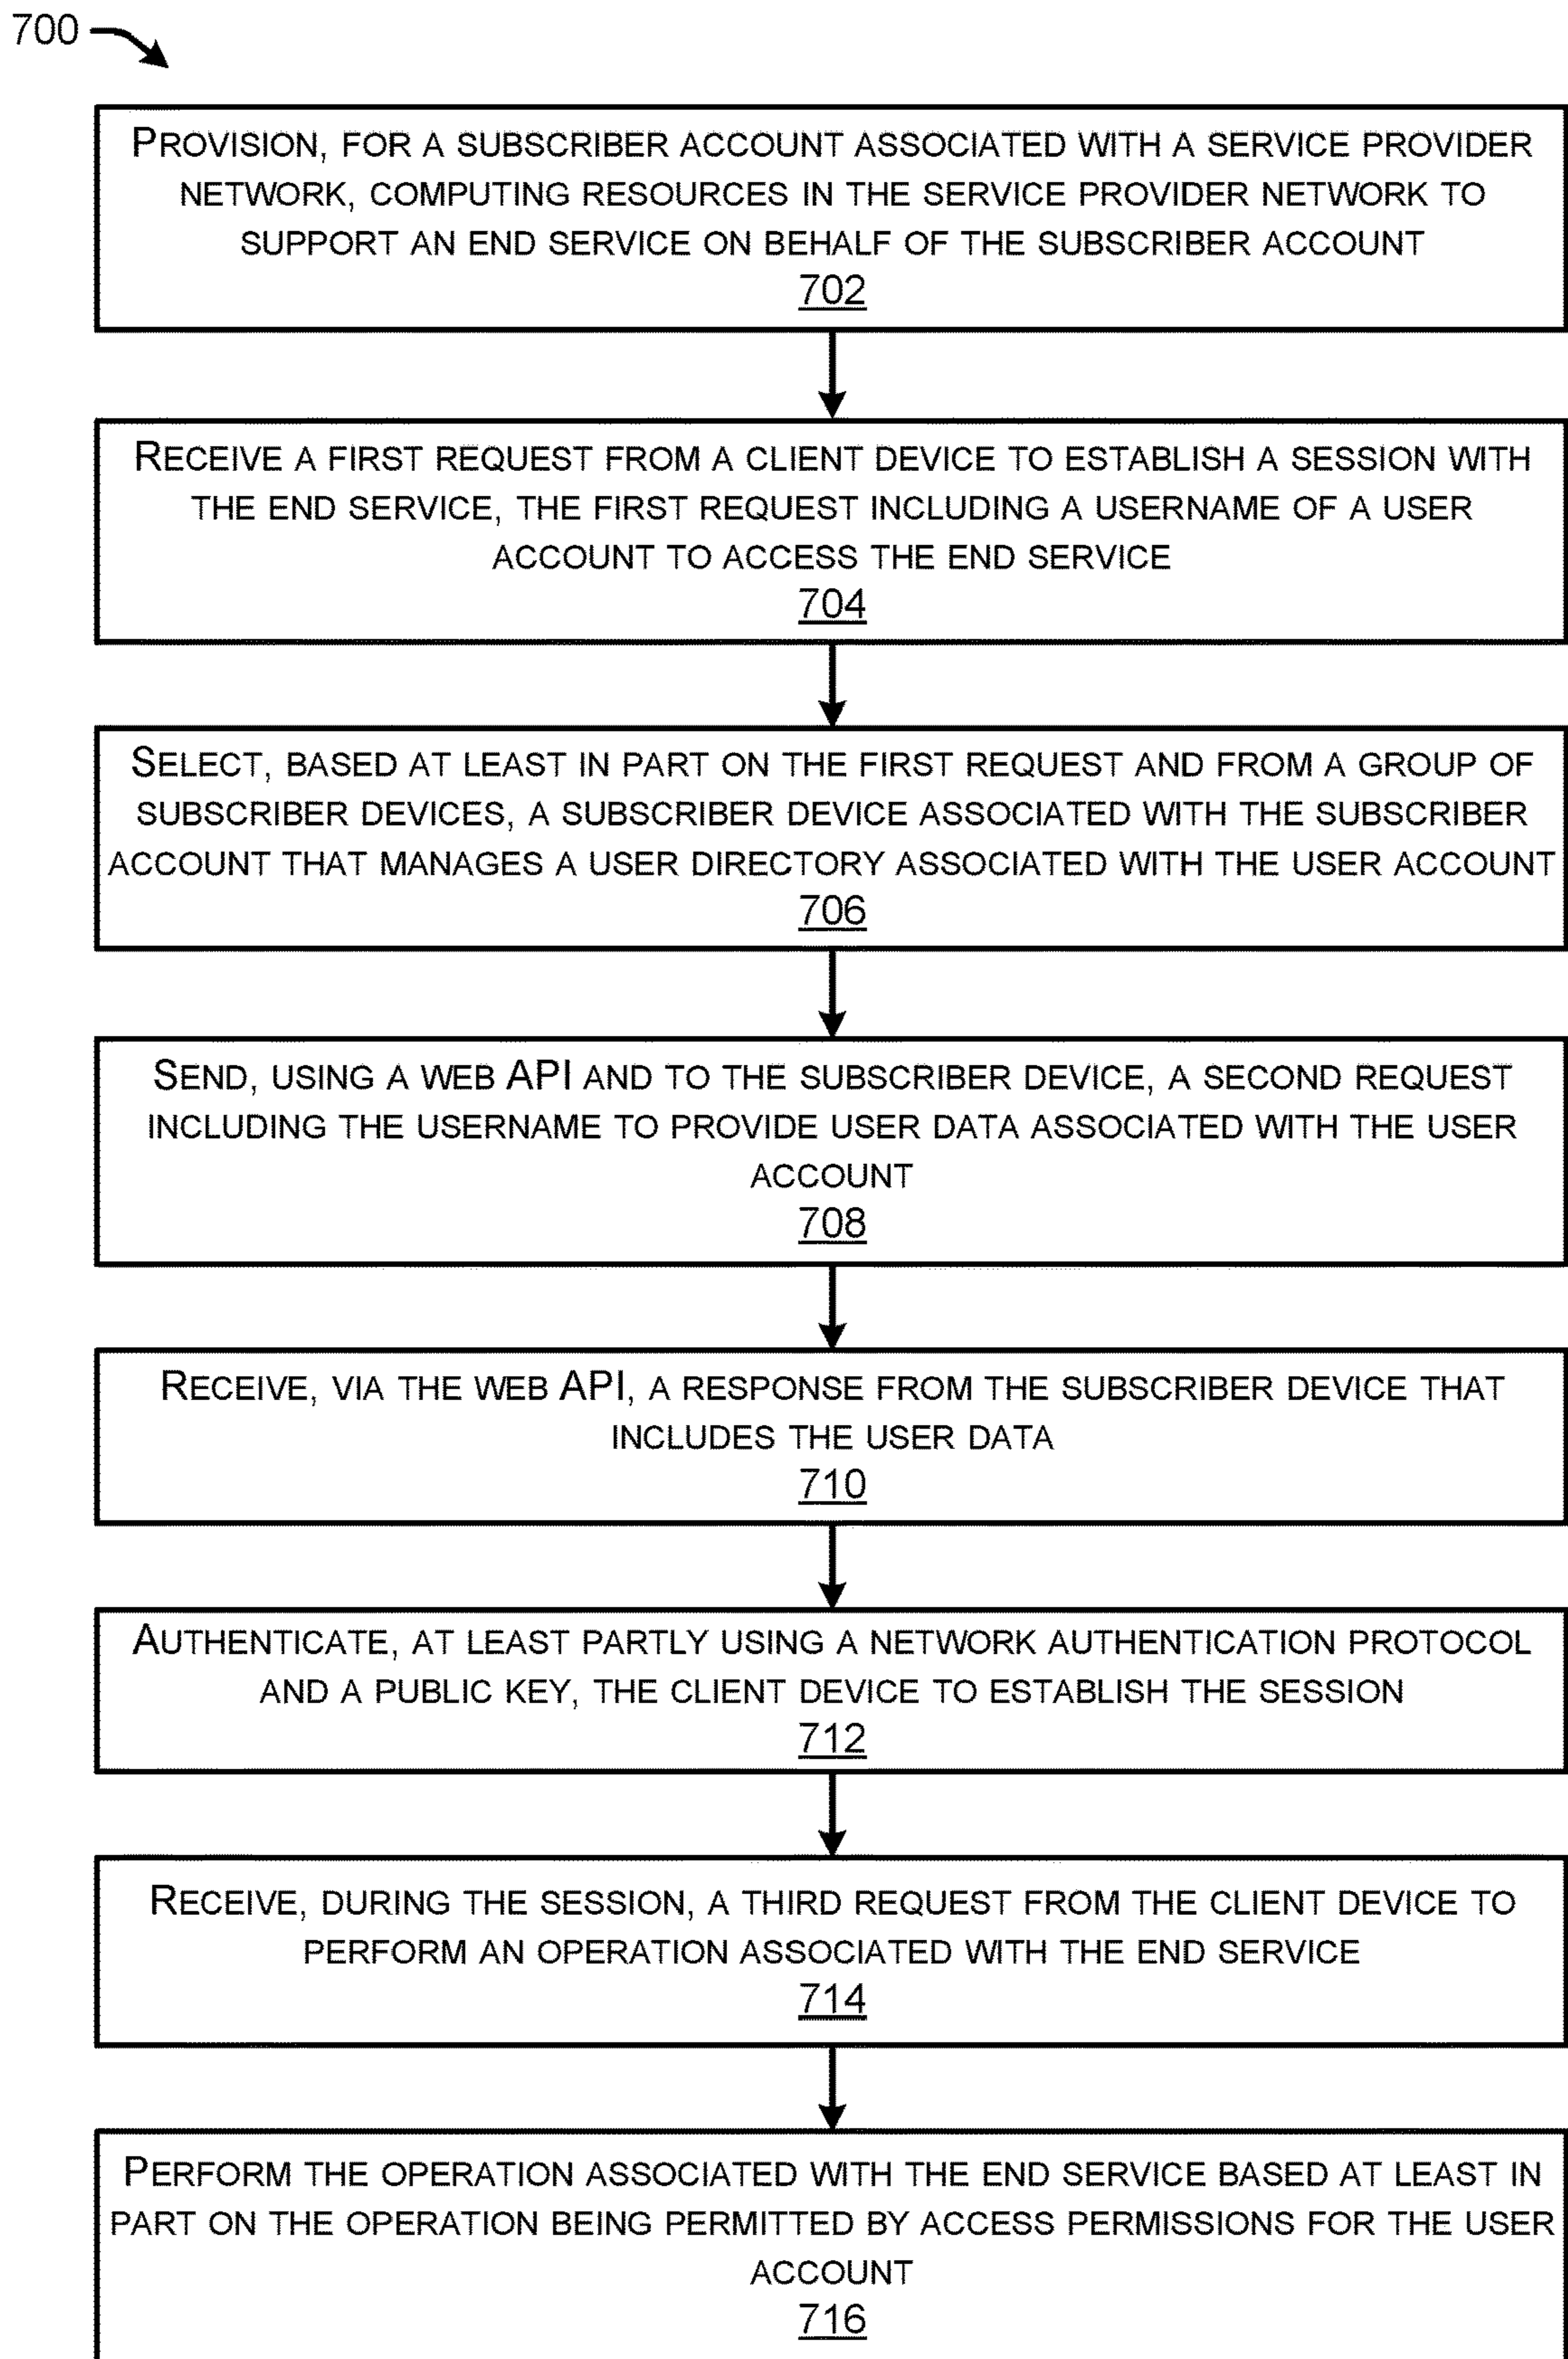 700
PROVISION, FOR A SUBSCRIBER ACCOUNT ASSOCIATED WITH A SERVICE PROVIDER
NETWORK, COMPUTING RESOURCES IN THE SERVICE PROVIDER NETWORK TO
SUPPORT AN END SERVICE ON BEHALF OF THE SUBSCRIBER ACCOUNT
702
RECEIVE A FIRST REQUEST FROM A CLIENT DEVICE TO ESTABLISH A SESSION WITH
THE END SERVICE, THE FIRST REQUEST INCLUDING A USERNAME OF A USER
ACCOUNT TO ACCESS THE END SERVICE
704
SELECT, BASED AT LEAST IN PART ON THE FIRST REQUEST AND FROM A GROUP OF
SUBSCRIBER DEVICES, A SUBSCRIBER DEVICE ASSOCIATED WITH THE SUBSCRIBER
ACCOUNT THAT MANAGES A USER DIRECTORY ASSOCIATED WITH THE USER ACCOUNT
706
SEND, USING A WEB API AND TO THE SUBSCRIBER DEVICE, A SECOND REQUEST
INCLUDING THE USERNAME TO PROVIDE USER DATA ASSOCIATED WITH THE USER
ACCOUNT
708
RECEIVE, VIA THE WEB API, A RESPONSE FROM THE SUBSCRIBER DEVICE THAT
INCLUDES THE USER DATA
710
AUTHENTICATE, AT LEAST PARTLY USING A NETWORK AUTHENTICATION PROTOCOL
AND A PUBLIC KEY, THE CLIENT DEVICE TO ESTABLISH THE SESSION
712
RECEIVE, DURING THE SESSION, A THIRD REQUEST FROM THE CLIENT DEVICE TO
PERFORM AN OPERATION ASSOCIATED WITH THE END SERVICE
714
PERFORM THE OPERATION ASSOCIATED WITH THE END SERVICE BASED AT LEAST IN
PART ON THE OPERATION BEING PERMITTED BY ACCESS PERMISSIONS FOR THE USER
ACCOUNT
716